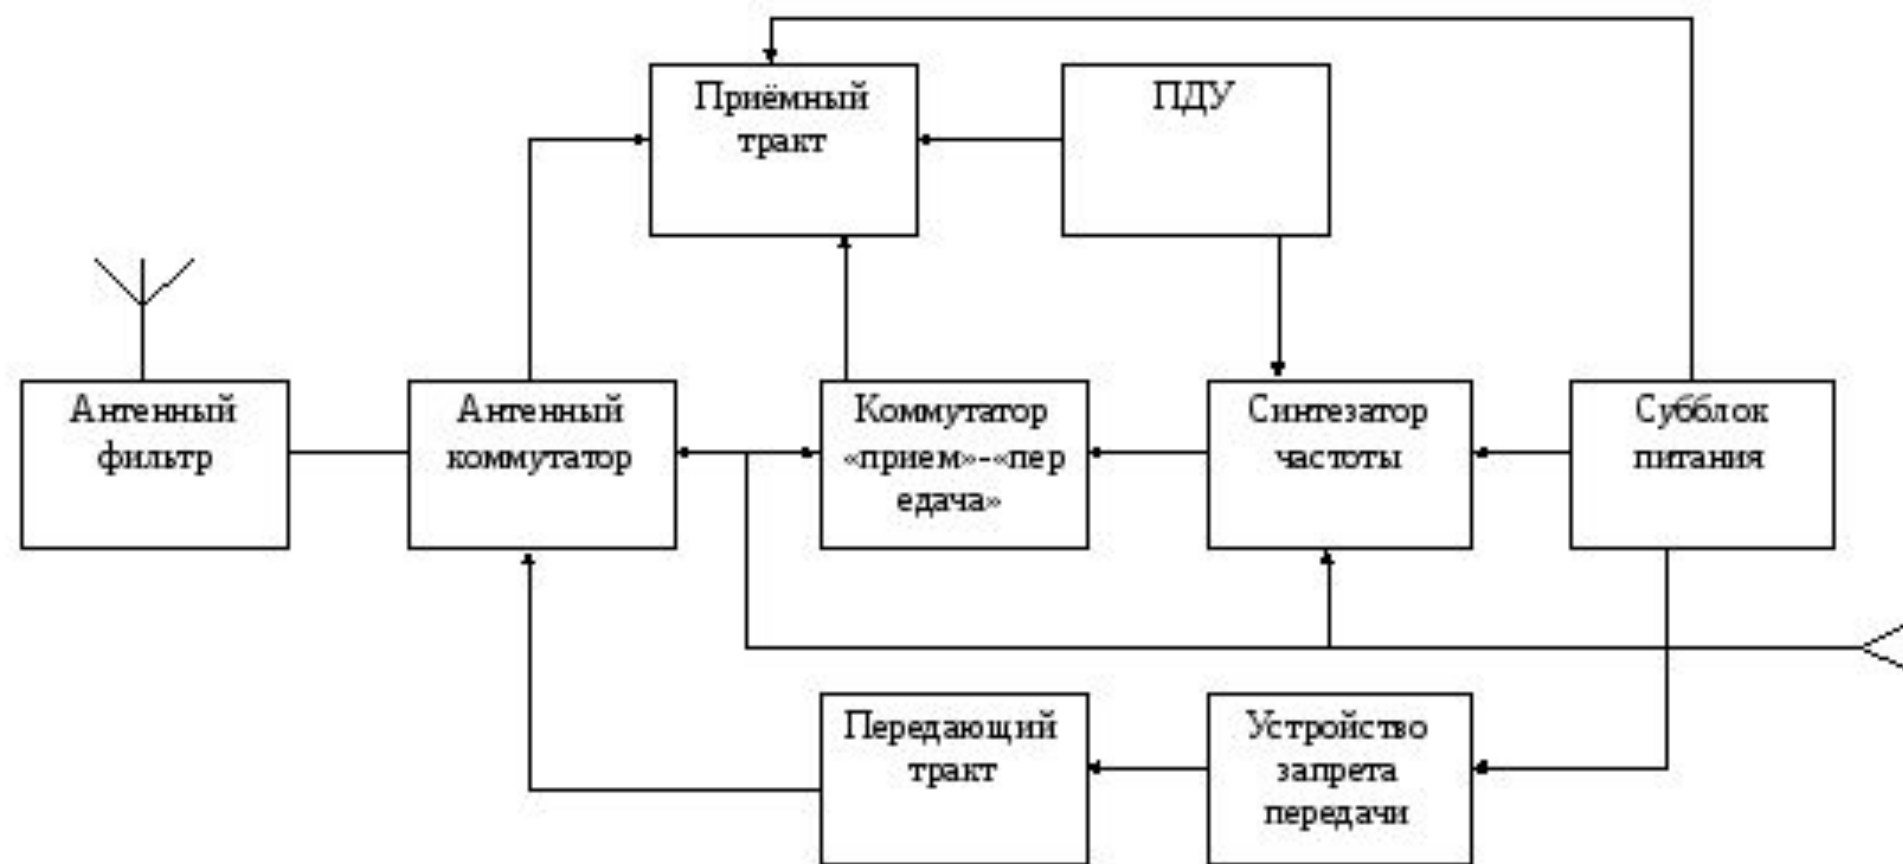 Приёмный
тракт
ПДУ
Антенный
фильтр
Антенный
коммутатор
Коммутатор
«прием»-«пер
едача»
Синтезатор
частоты
Субблок
питания
Передающий
тракт
Устройство
запрета
передачи